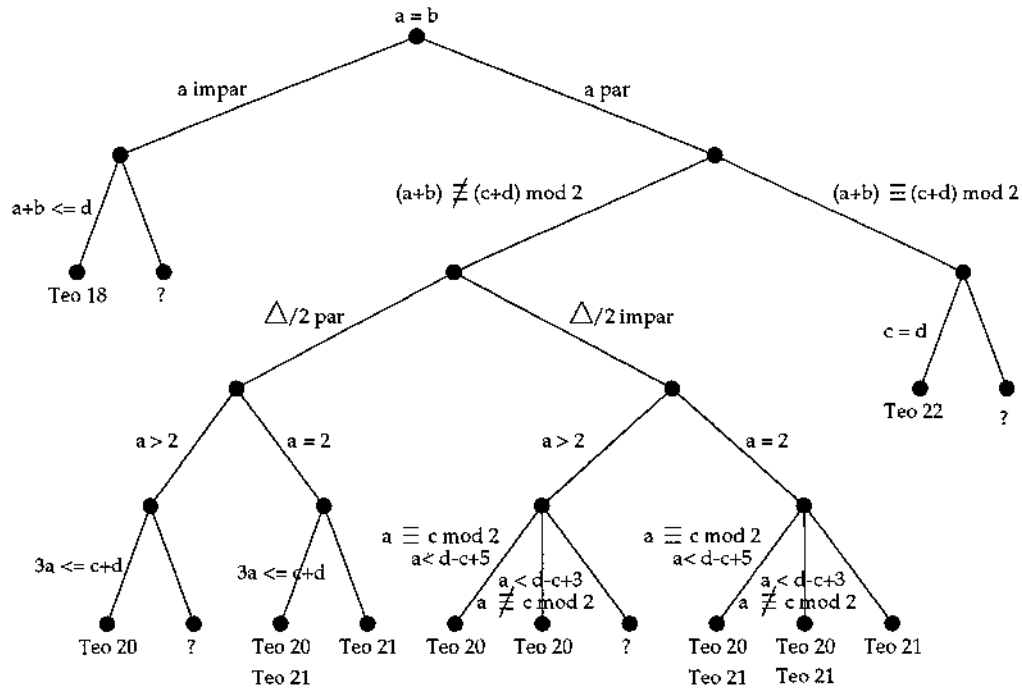 a = b
a impar
a par
(a+b) ≢ (c+d) mod 2
(a+b) ≡ (c+d) mod 2
a+b <= d
Teo 18
?
△/2 par
△/2 impar
c = d
Teo 22
?
a > 2
a = 2
a > 2
a = 2
3a <= c+d
3a <= c+d
a ≡ c mod 2
a < d-c+5
a < d-c+3
a ≢ c mod 2
a ≡ c mod 2
a < d-c+5
a < d-c+3
a ≢ c mod 2
Teo 20
?
Teo 20
Teo 21
Teo 21
Teo 20
Teo 20
?
Teo 20
Teo 21
Teo 20
Teo 21
Teo 21